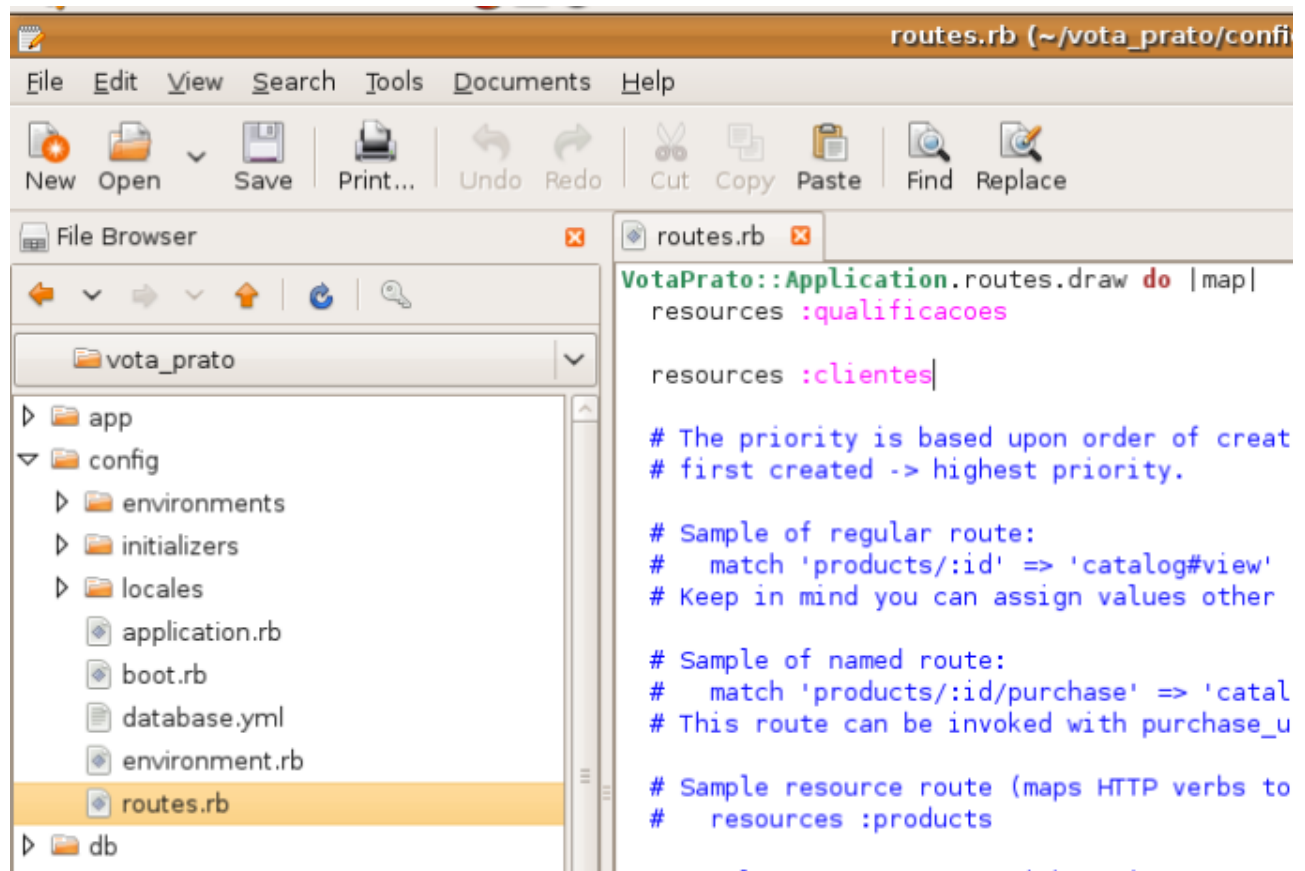 routes.rb (~/vota_prato/confi
File Edit View Search Tools Documents Help
New Open Save Print... Undo Redo Cut Copy Paste Find Replace
File Browser
routes.rb
vota_prato
app
config
environments
initializers
locales
application.rb
boot.rb
database.yml
environment.rb
routes.rb
db
VotaPrato::Application.routes.draw do |map|
resources :qualificacoes
resources :clientes
# The priority is based upon order of creat
# first created -> highest priority.
# Sample of regular route:
#   match 'products/:id' => 'catalog#view'
# Keep in mind you can assign values other
# Sample of named route:
#   match 'products/:id/purchase' => 'catal
# This route can be invoked with purchase_u
# Sample resource route (maps HTTP verbs to
#   resources :products